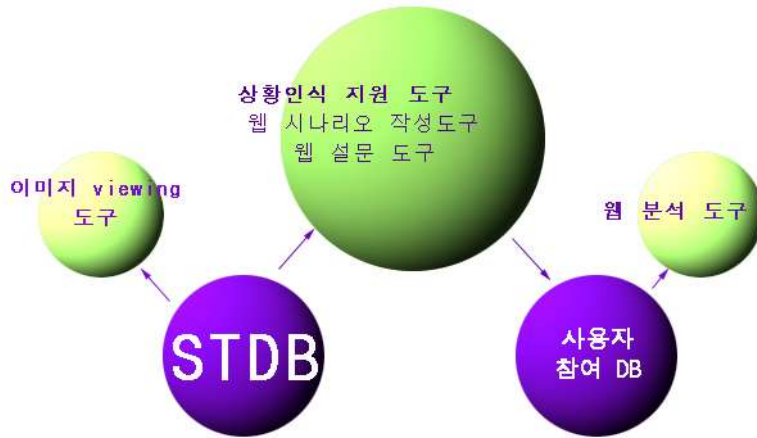 상황인식 지원 도구
웹 시나리오 작성도구
웹 설문 도구
이미지 viewing
도구
웹 분석 도구
STDB
사용자
참여 DB